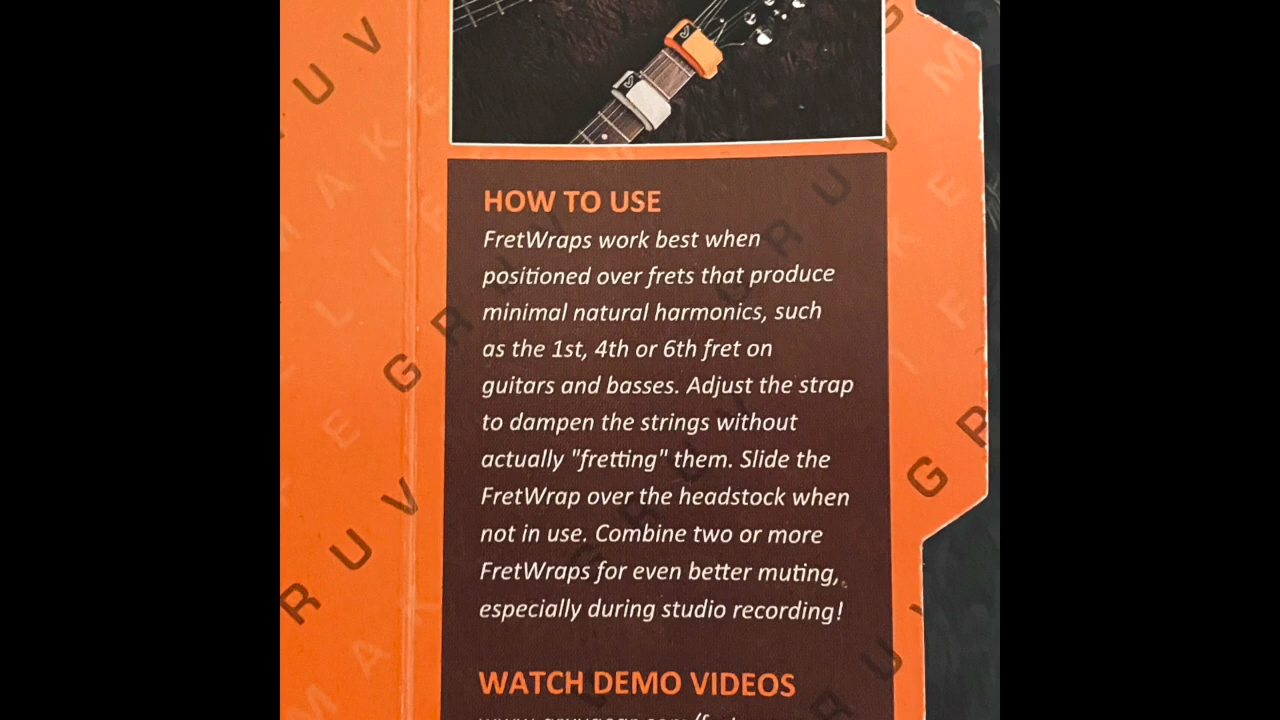 HOW TO USE
FretWraps work best when
positioned over frets that produce
minimal natural harmonics, such
as the 1st, 4th or 6th fret on
guitars and basses. Adjust the strap
to dampen the strings without
actually "fretting" them. Slide the
FretWrap over the headstock when
not in use. Combine two or more
FretWraps for even better muting,
especially during studio recording!
WATCH DEMO VIDEOS